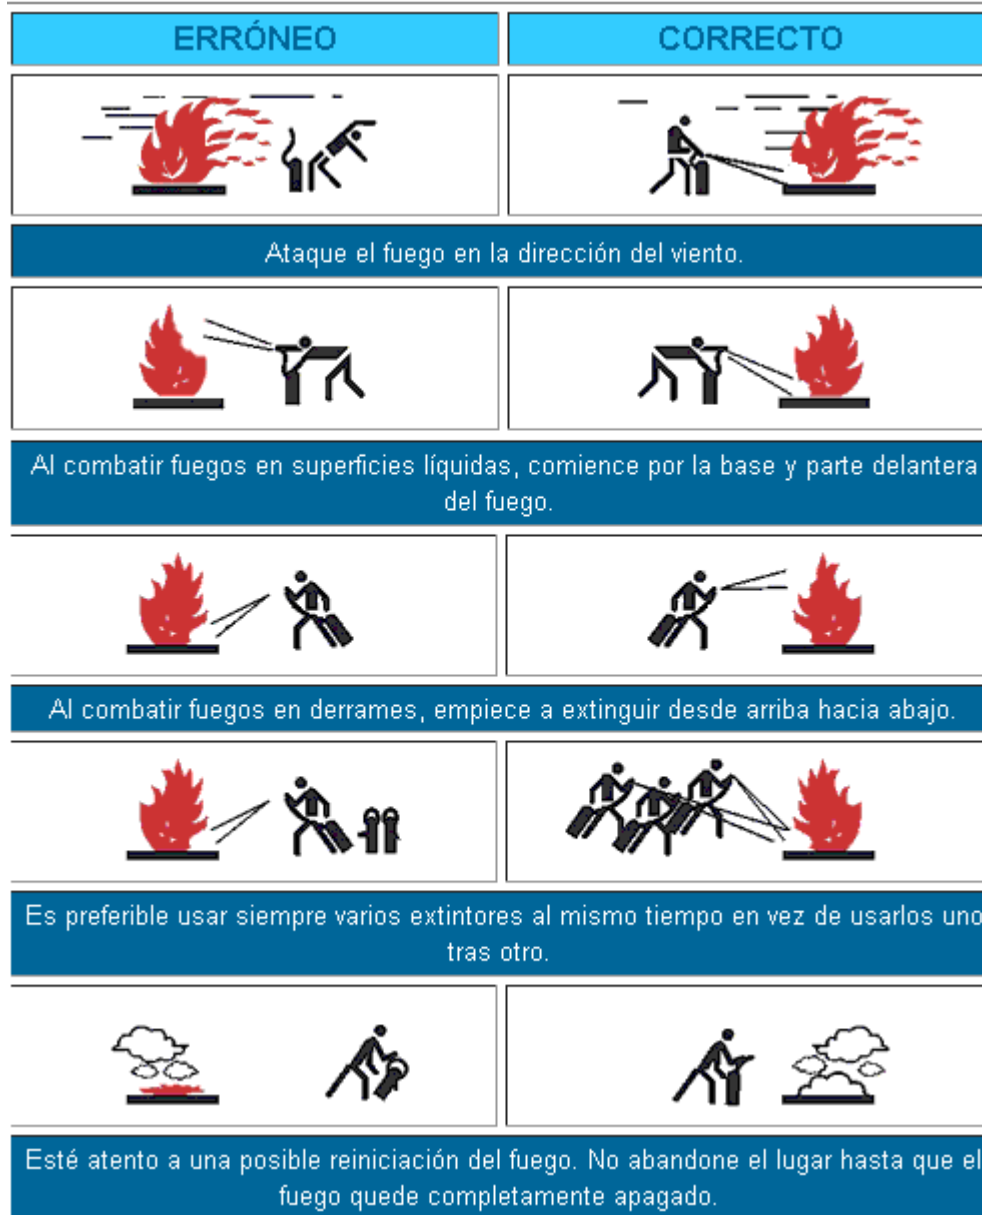 ERRÓNEO
CORRECTO
Ataque el fuego en la dirección del viento.
Al combatir fuegos en superficies líquidas, comience por la base y parte delantera
del fuego.
Al combatir fuegos en derrames, empiece a extinguir desde arriba hacia abajo.
Es preferible usar siempre varios extintores al mismo tiempo en vez de usarlos uno
tras otro.
Esté atento a una posible reiniciación del fuego. No abandone el lugar hasta que el
fuego quede completamente apagado.